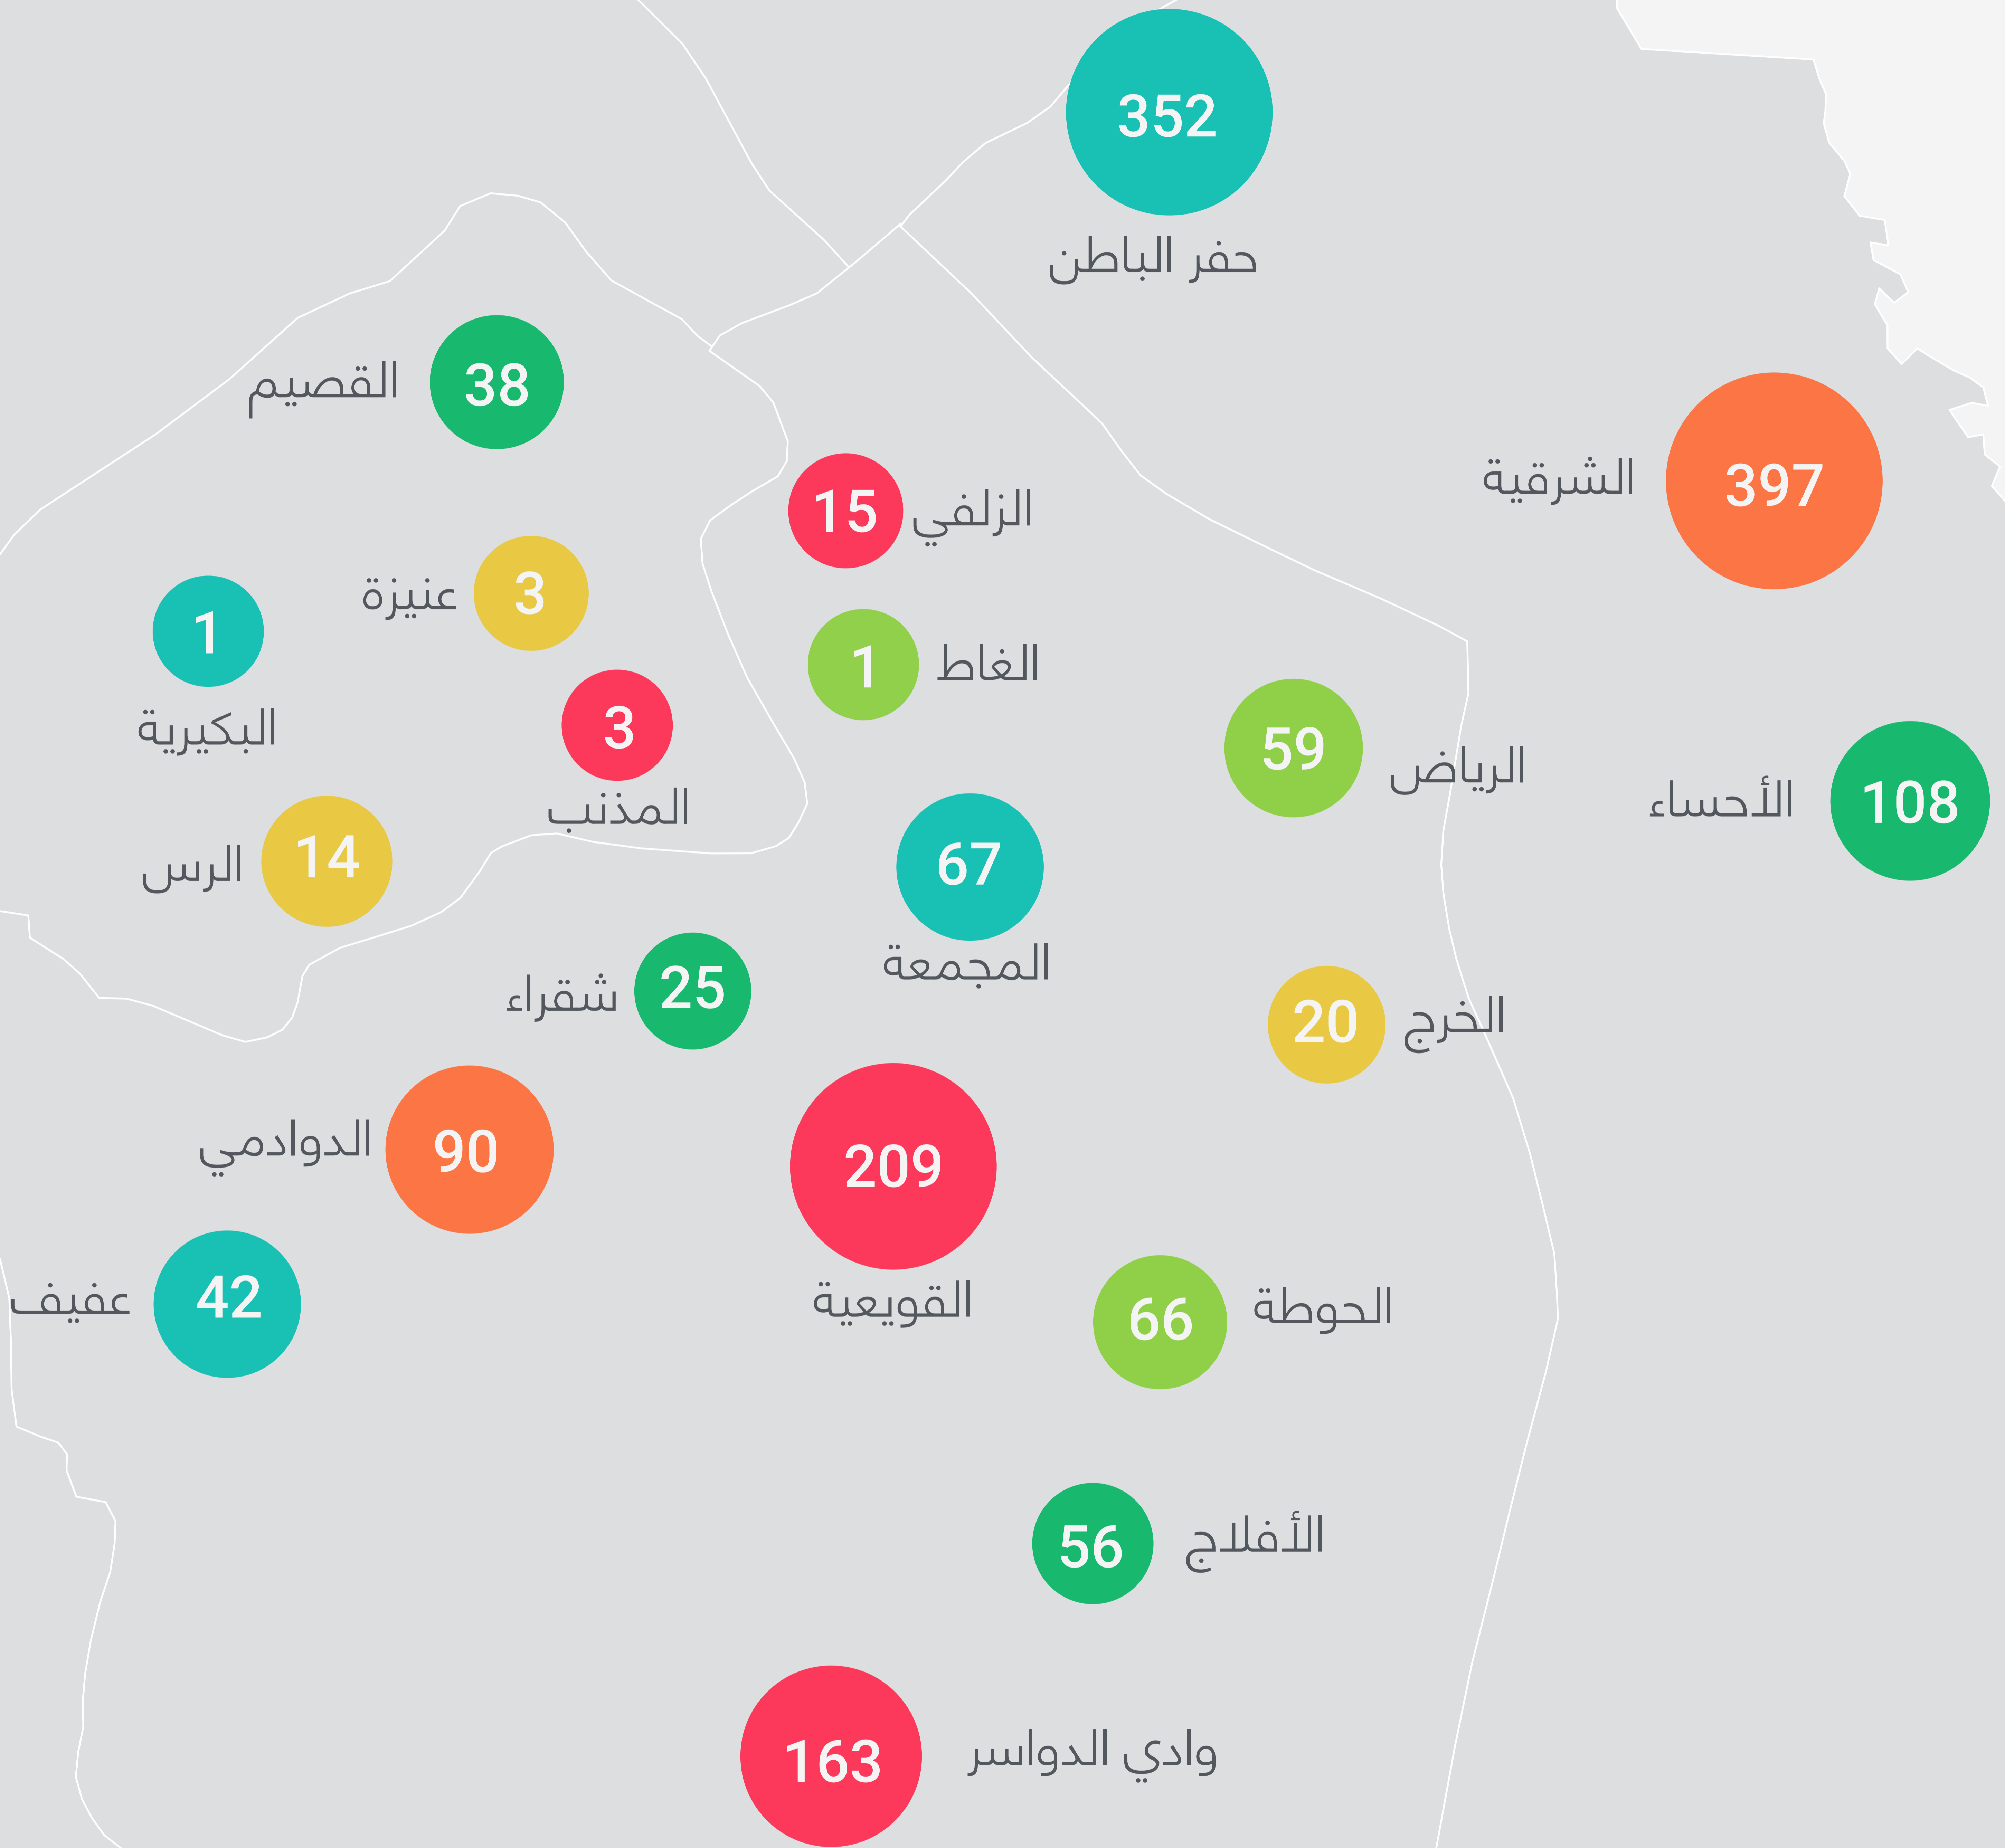 352
حفر الباطن
القصيم
38
الشرقية
397
15
الزلفي
عنيزة
3
1
البكيرية
1
الغاط
3
المذنب
59
الرياض
الأحساء
108
الرس
14
67
المجمعة
شقراء
25
20
الخرج
الدوادمي
90
209
القويعية
عفيف
42
66
الحوطة
56
الأفلاج
163
وادي الدواسر